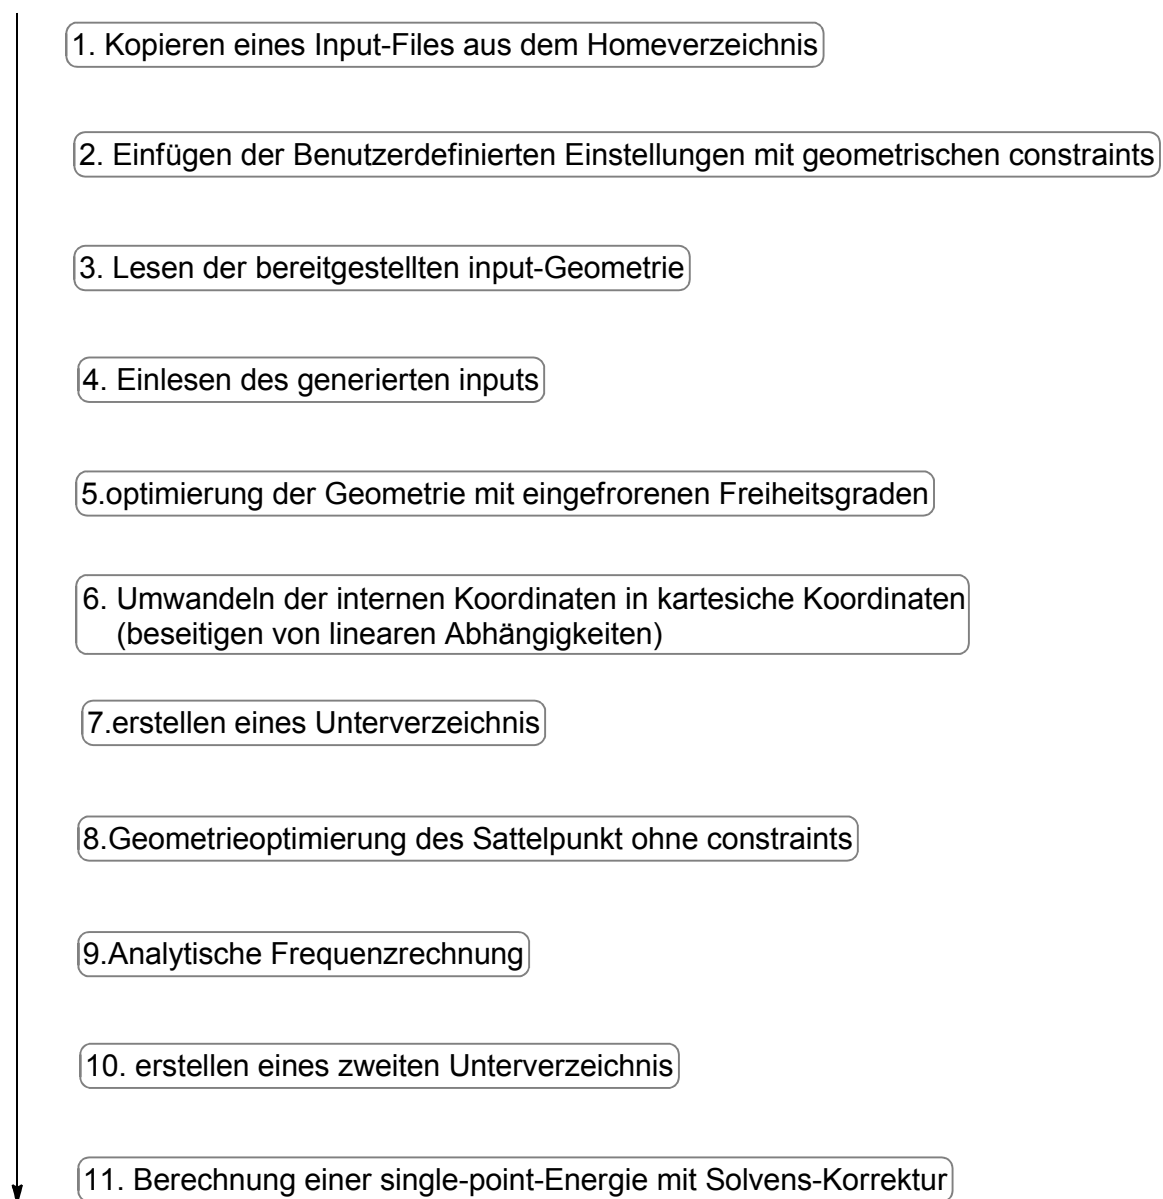 1. Kopieren eines Input-Files aus dem Homeverzeichnis
2. Einfügen der Benutzerdefinierten Einstellungen mit geometrischen constraints
3. Lesen der bereitgestellten input-Geometrie
4. Einlesen des generierten inputs
5.optimierung der Geometrie mit eingefrorenen Freiheitsgraden
6. Umwandeln der internen Koordinaten in kartesiche Koordinaten
(beseitigen von linearen Abhängigkeiten)
7.erstellen eines Unterverzeichnis
8.Geometrieoptimierung des Sattelpunkt ohne constraints
9.Analytische Frequenzrechnung
10. erstellen eines zweiten Unterverzeichnis
11. Berechnung einer single-point-Energie mit Solvens-Korrektur